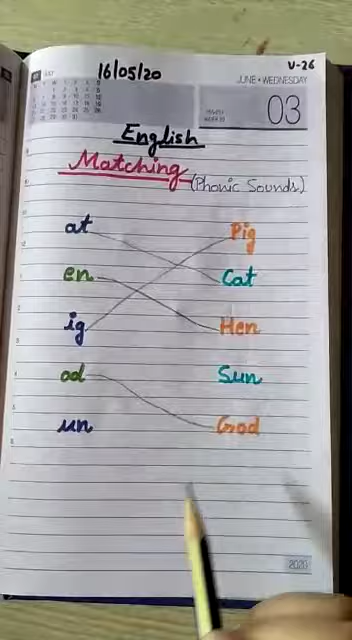 16/05/20
V-26
JULY
JUNE • WEDNESDAY
03
English
Matching (Phonic Sounds)
at Pig
en Cat
ig Hen
od Sun
un God
2020